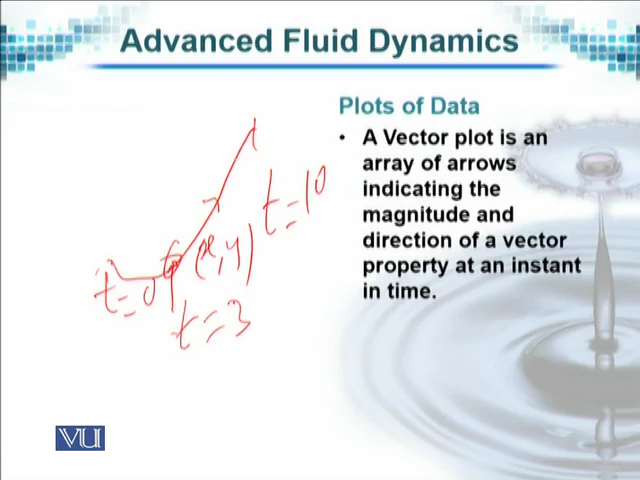 Advanced Fluid Dynamics
Plots of Data
• A Vector plot is an
array of arrows
indicating the
magnitude and
direction of a vector
property at an instant
in time.
t=10
(x,y)
t=0
t=3
VU